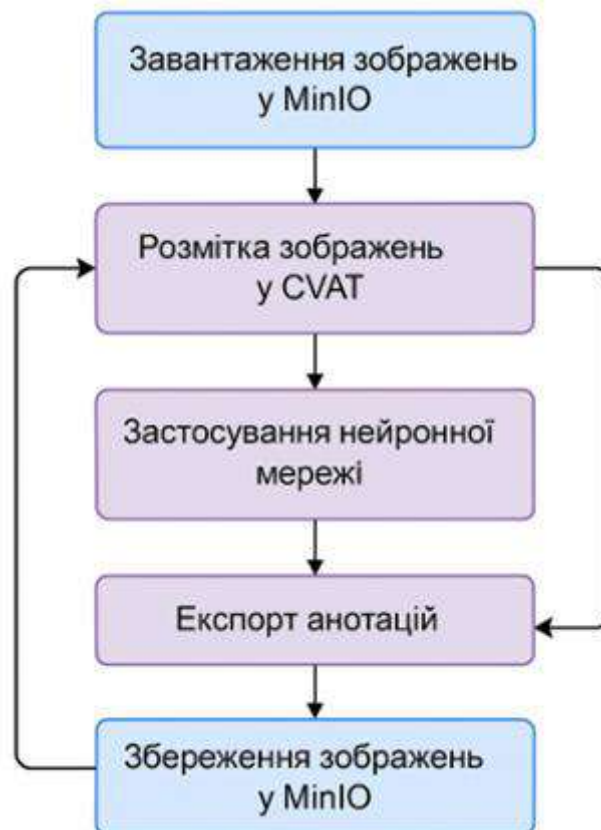 Завантаження зображень
у MinIO
Розмітка зображень
у CVAT
Застосування нейронної
мережі
Експорт анотацій
Збереження зображень
у MinIO